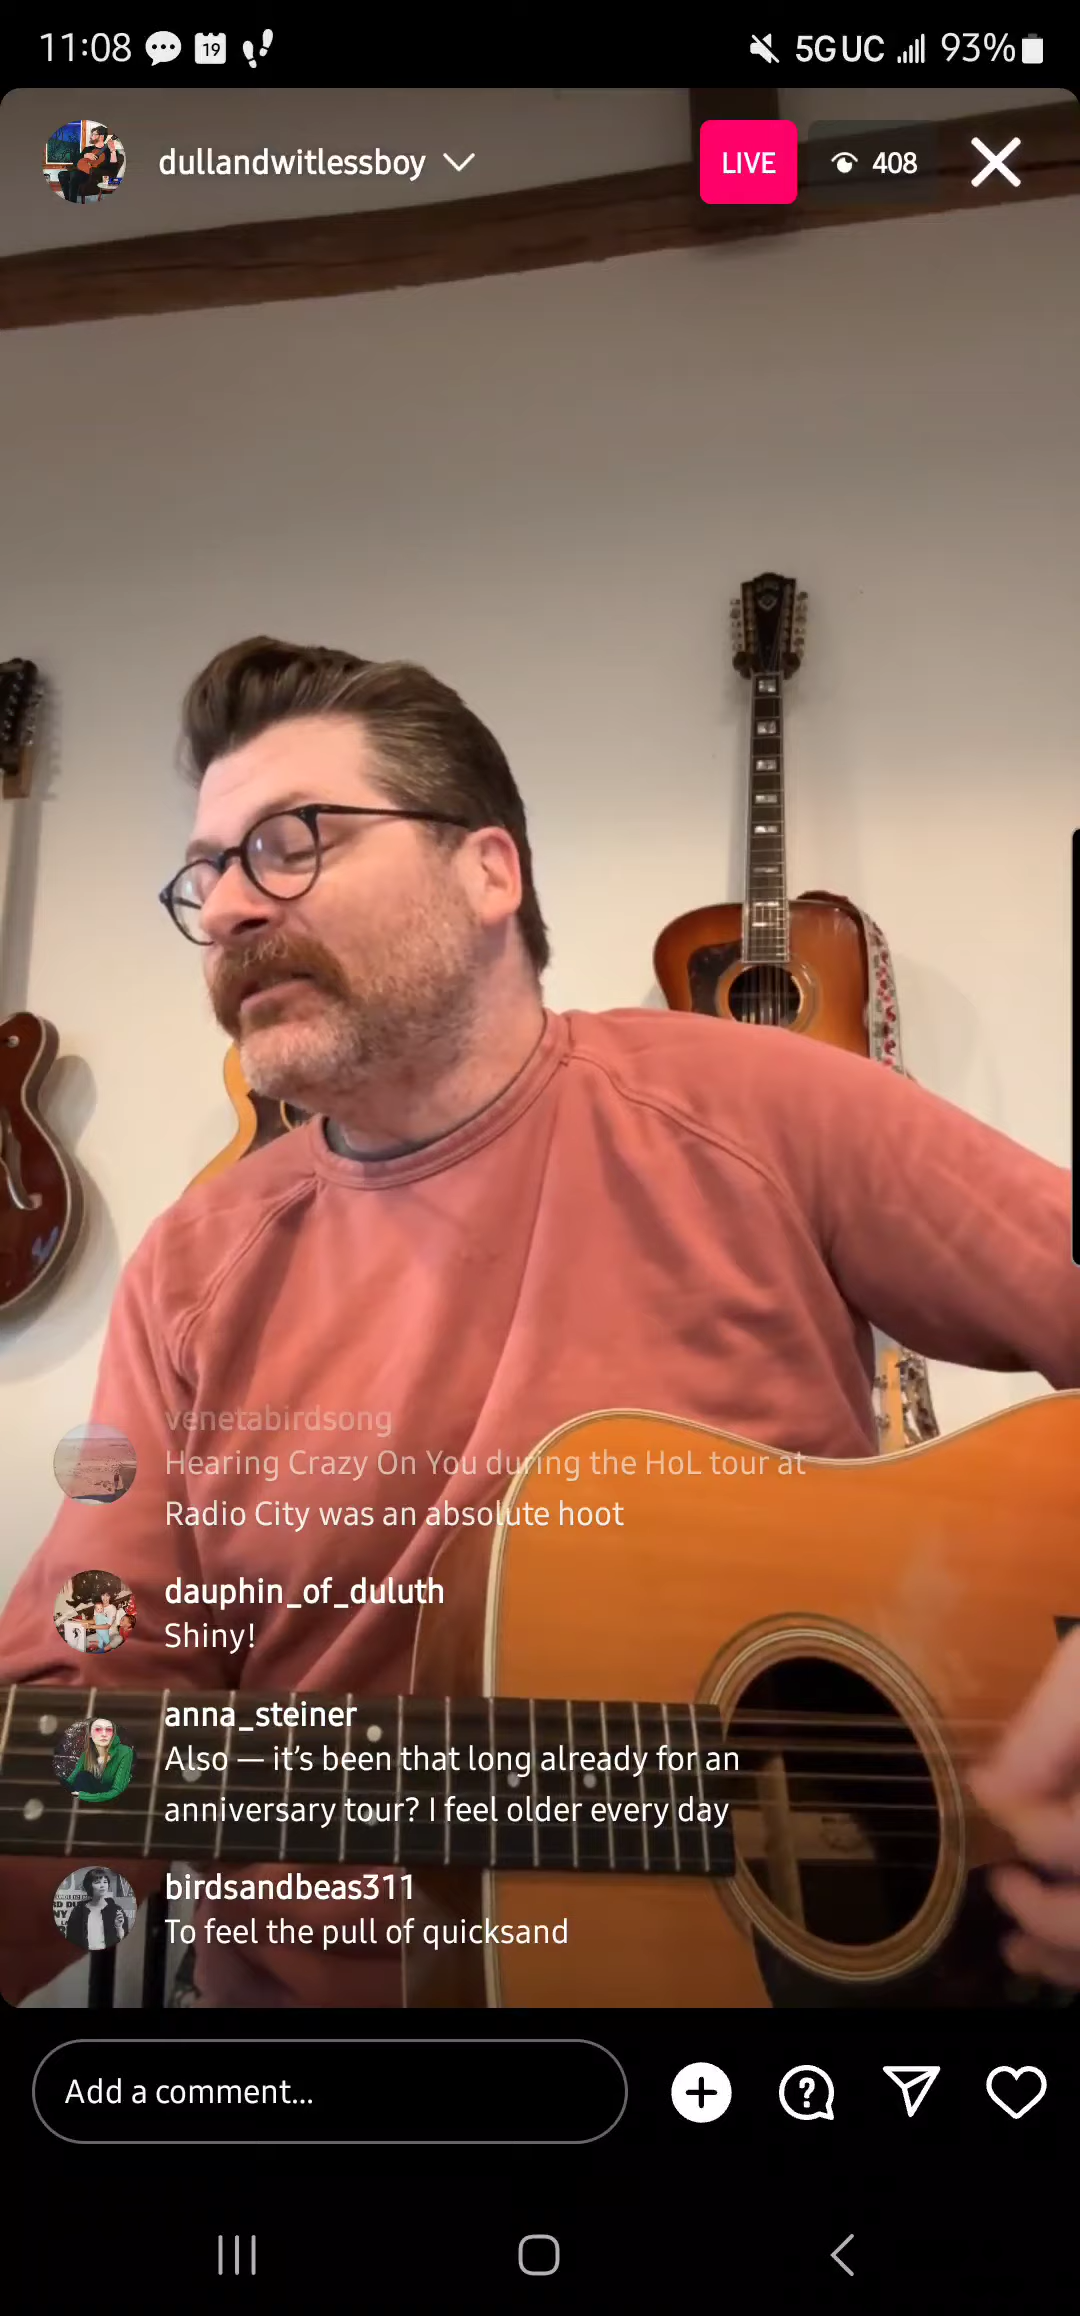 11:08
19
5G UC
93%
dullandwitlessboy
LIVE
408
venetabirdsong
Hearing Crazy On You during the HoL tour at
Radio City was an absolute hoot
dauphin_of_duluth
Shiny!
anna_steiner
Also — it's been that long already for an
anniversary tour? I feel older every day
birdsandbeas311
To feel the pull of quicksand
Add a comment...